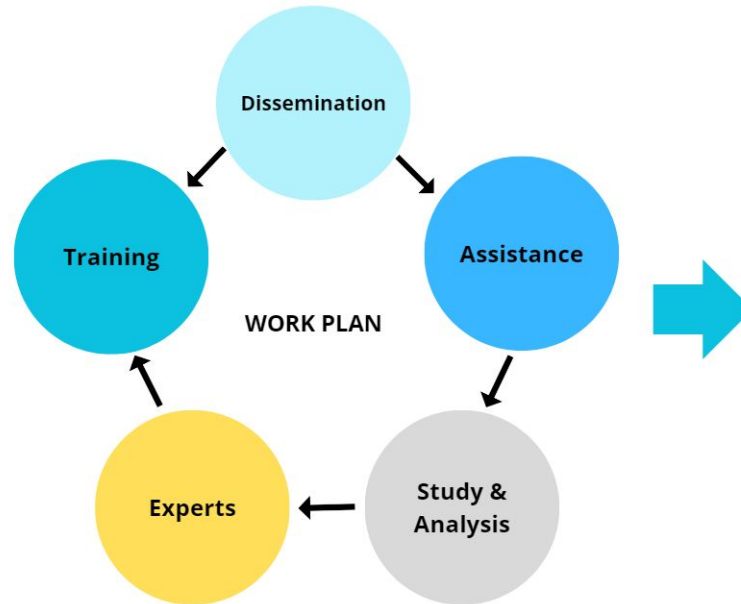 Dissemination
Training
Assistance
WORK PLAN
Experts
Study &
Analysis